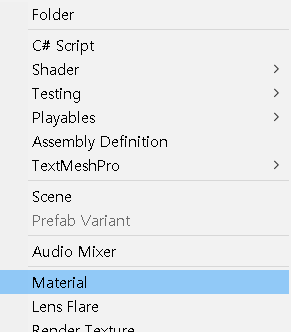 Folder
C# Script
Shader
Testing
Playables
Assembly Definition
TextMeshPro
Scene
Prefab Variant
Audio Mixer
Material
Lens Flare
Render Texture